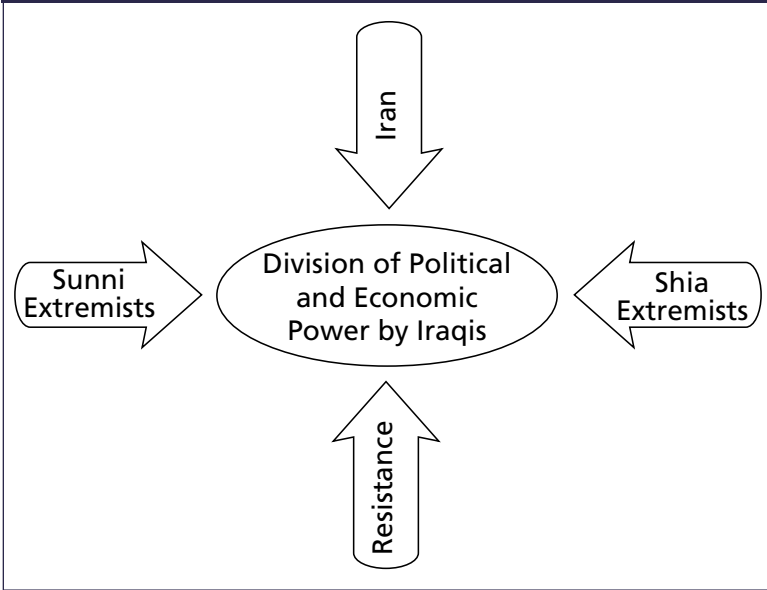 Iran
Sunni
Extremists
Division of Political
and Economic
Power by Iraqis
Shia
Extremists
Resistance